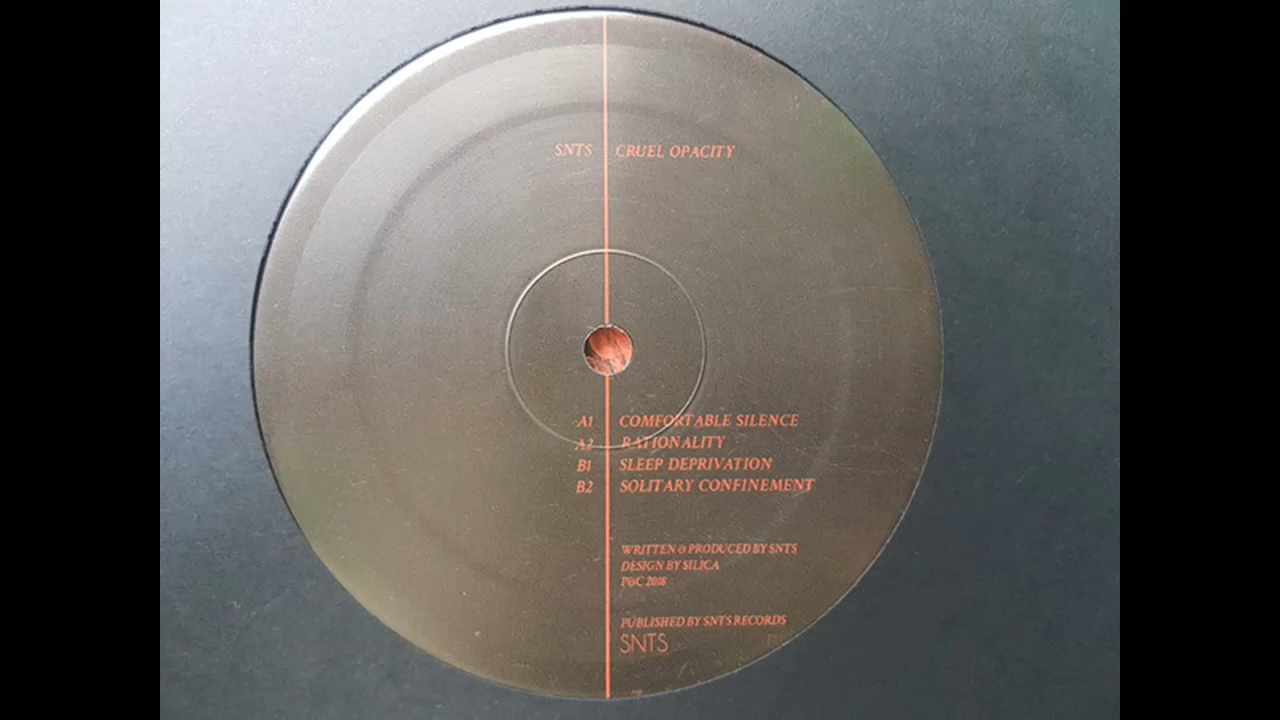 SNTS CRUEL OPACITY
A1 COMFORTABLE SILENCE
A2 RATIONALITY
B1 SLEEP DEPRIVATION
B2 SOLITARY CONFINEMENT
WRITTEN & PRODUCED BY SNTS
DESIGN BY SILICA
P&C 2018
PUBLISHED BY SNTS RECORDS
SNTS